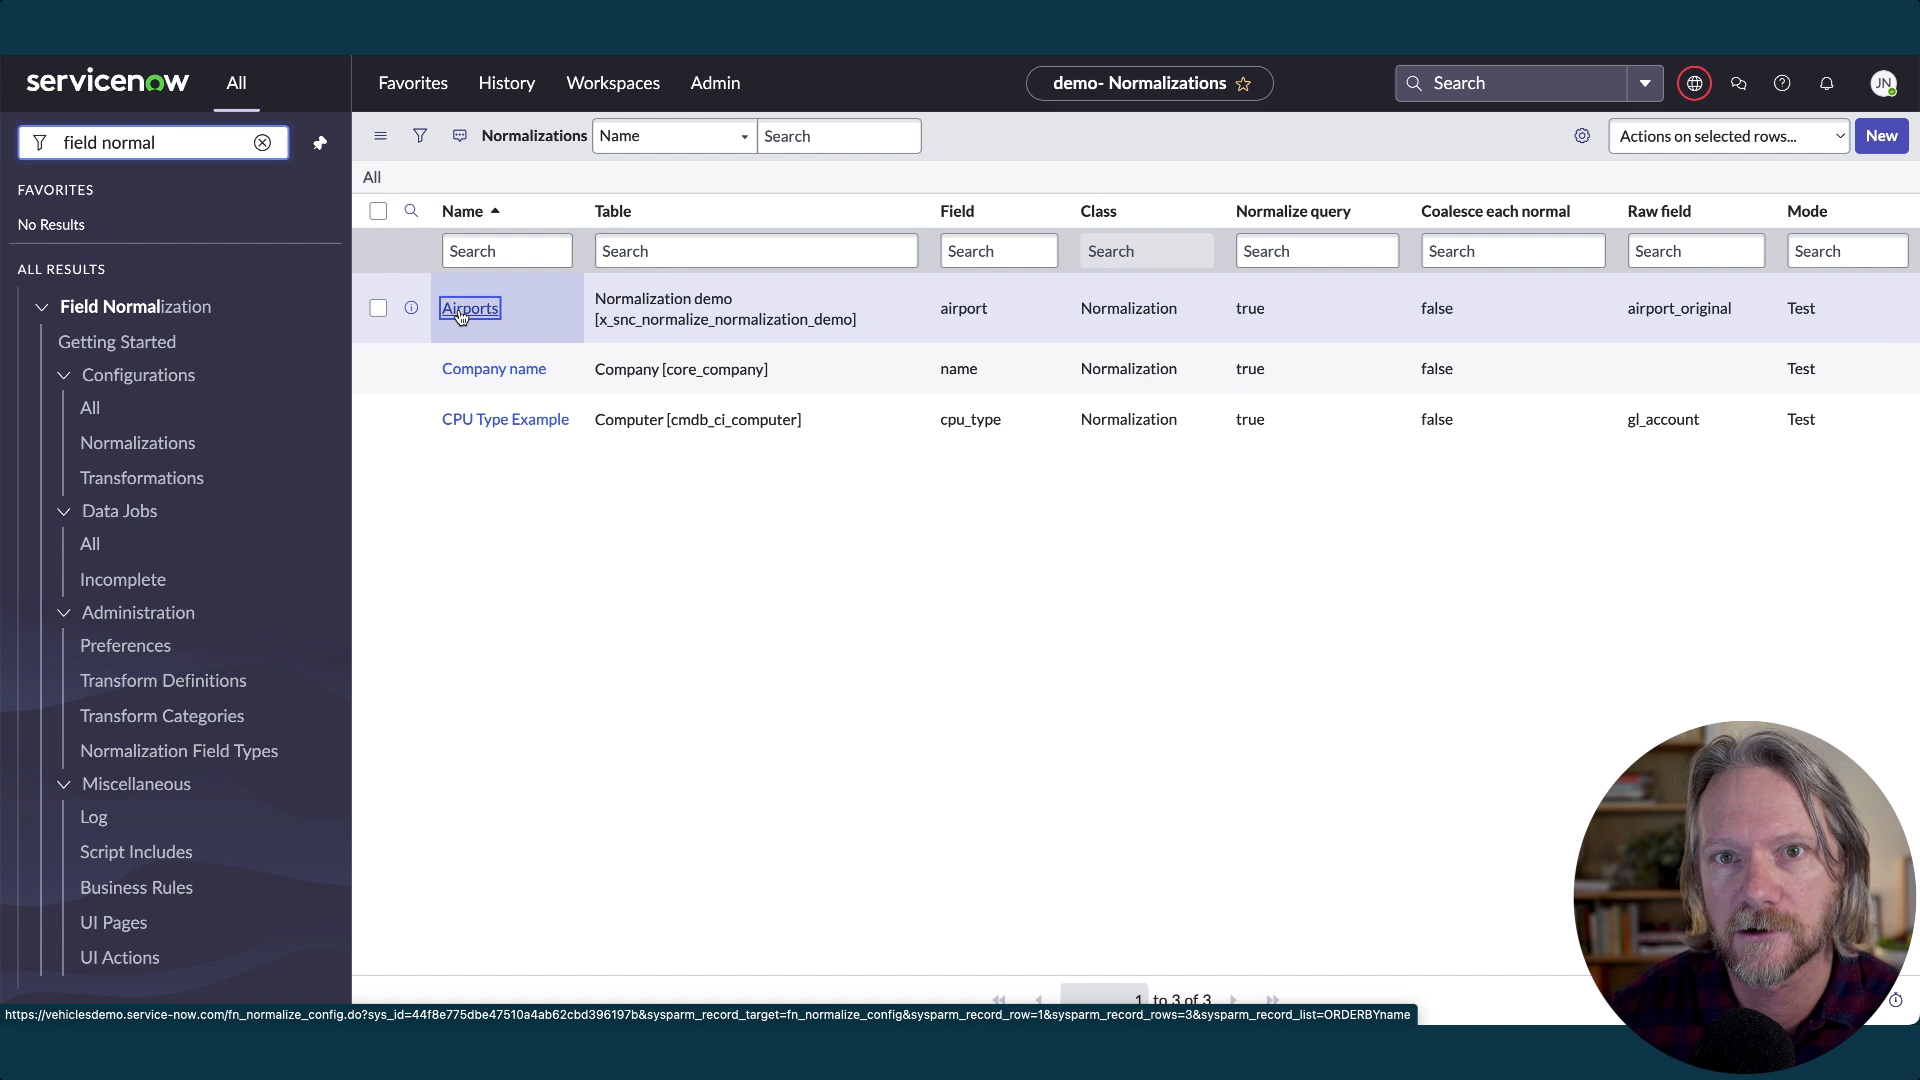 servicenow
All
Favorites
History
Workspaces
Admin
demo- Normalizations
Search
JN
field normal
Normalizations
Name
Search
Actions on selected rows...
New
FAVORITES
No Results
ALL RESULTS
Field Normalization
Getting Started
Configurations
All
Normalizations
Transformations
Data Jobs
All
Incomplete
Administration
Preferences
Transform Definitions
Transform Categories
Normalization Field Types
Miscellaneous
Log
Script Includes
Business Rules
UI Pages
UI Actions
All
Name Table Field Class Normalize query Coalesce each normal Raw field Mode
Search Search Search Search Search Search Search Search
Airports Normalization demo [x_snc_normalize_normalization_demo] airport Normalization true false airport_original Test
Company name Company [core_company] name Normalization true false Test
CPU Type Example Computer [cmdb_ci_computer] cpu_type Normalization true false gl_account Test
1 to 3 of 3
https://vehiclesdemo.service-now.com/fn_normalize_config.do?sys_id=44f8e775dbe47510a4ab62cbd396197b&sysparm_record_target=fn_normalize_config&sysparm_record_row=1&sysparm_record_rows=3&sysparm_record_list=ORDERBYname